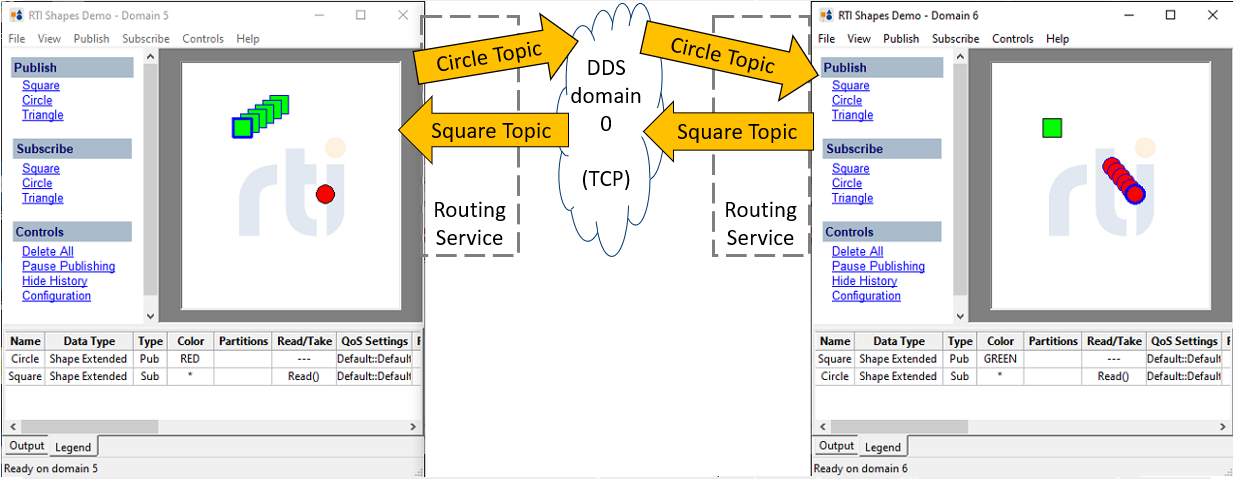 RTI Shapes Demo - Domain 5
File View Publish Subscribe Controls Help
Publish
Square
Circle
Triangle
Subscribe
Square
Circle
Triangle
Controls
Delete All
Pause Publishing
Hide History
Configuration
rti
Name Data Type Type Color Partitions Read/Take QoS Settings F
Circle Shape Extended Pub RED --- Default::Default
Square Shape Extended Sub * Read() Default::Default
Output Legend
Ready on domain 5
Circle Topic
Square Topic
Routing
Service
DDS
domain
0
(TCP)
Circle Topic
Square Topic
Routing
Service
RTI Shapes Demo - Domain 6
File View Publish Subscribe Controls Help
Publish
Square
Circle
Triangle
Subscribe
Square
Circle
Triangle
Controls
Delete All
Pause Publishing
Hide History
Configuration
rti
Name Data Type Type Color Partitions Read/Take QoS Settings
Square Shape Extended Pub GREEN --- Default::Default
Circle Shape Extended Sub * Read() Default::Default
Output Legend
Ready on domain 6